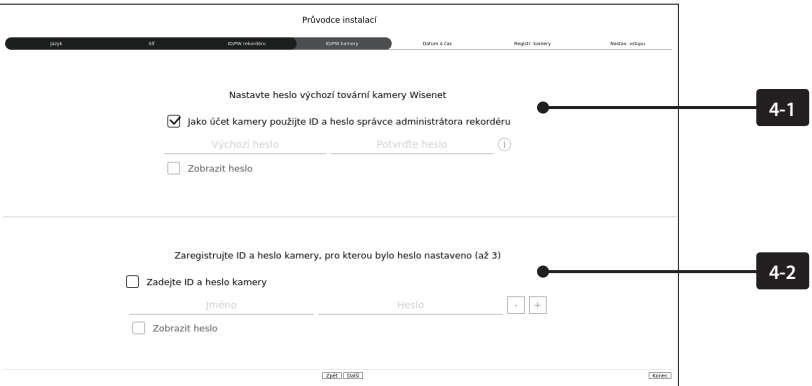 Průvodce instalací
Jazyk Síť ID/PW rekordéru ID/PW kamery Datum a čas Registr. kamery Nastav. vstupu
Nastavte heslo výchozí tovární kamery Wisenet
4-1
Jako účet kamery použijte ID a heslo správce administrátora rekordéru
Výchozí heslo Potvrďte heslo i
Zobrazit heslo
Zaregistrujte ID a heslo kamery, pro kterou bylo heslo nastaveno (až 3)
4-2
Zadejte ID a heslo kamery
Jméno Heslo - +
Zobrazit heslo
Zpět Další Konec